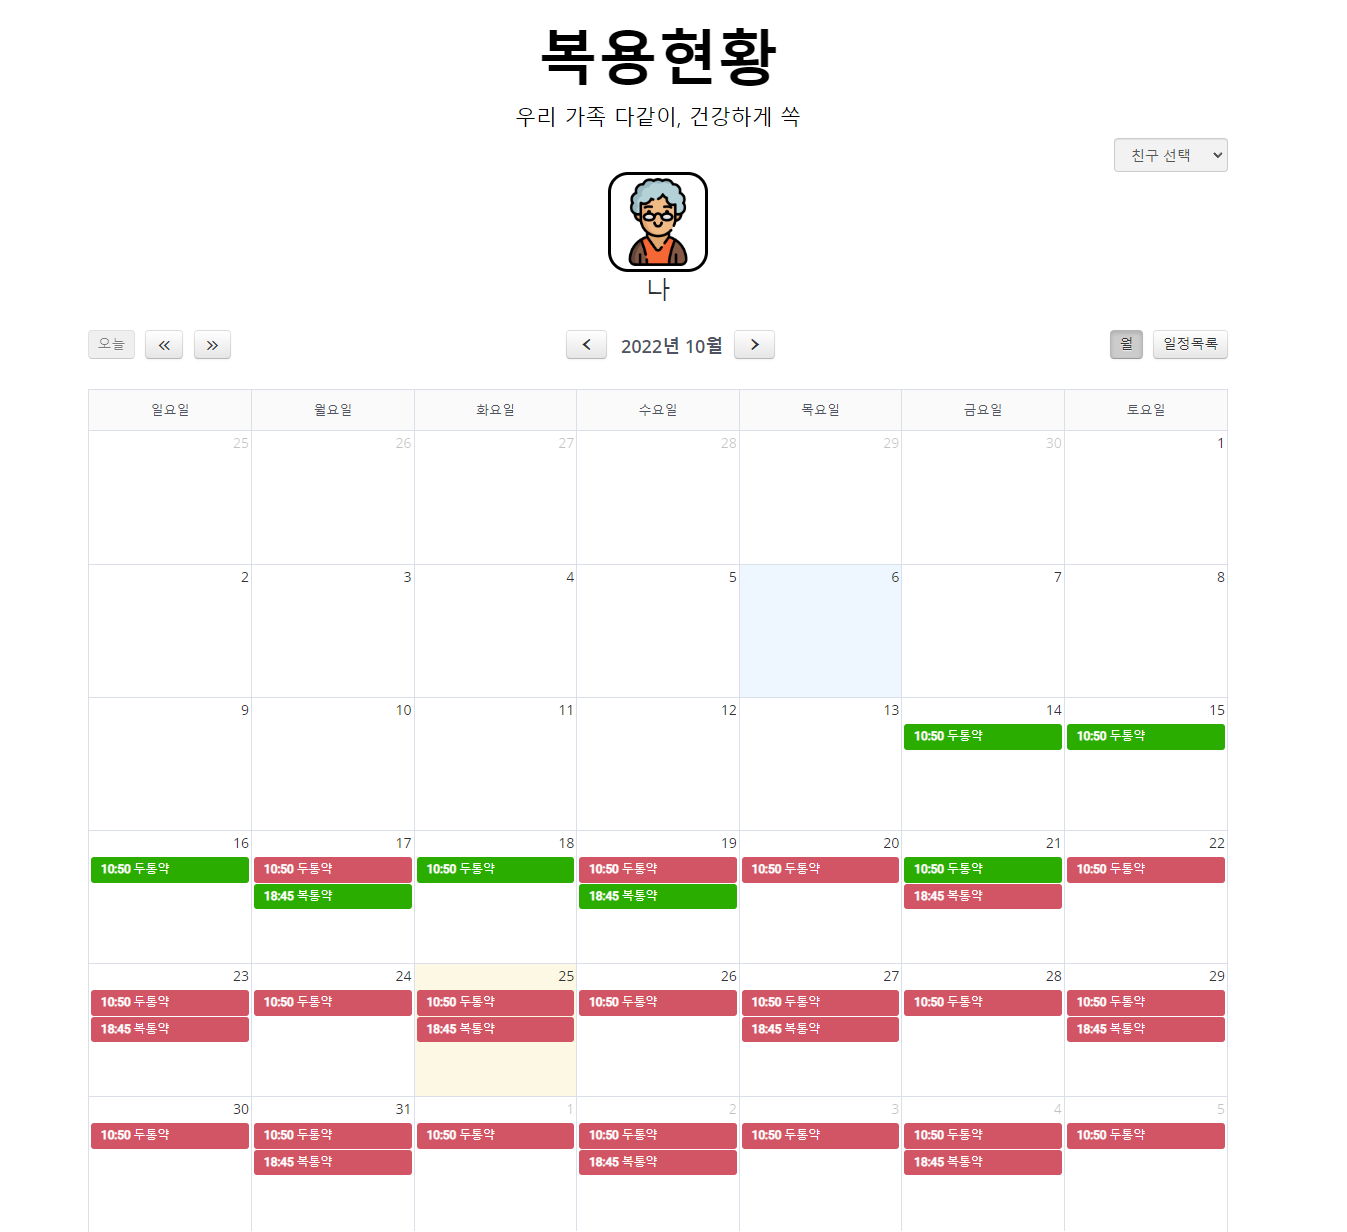 복용현황
우리 가족 다같이, 건강하게 쏙
친구 선택
나
오늘 « » < 2022년 10월 > 월 일정목록
일요일 월요일 화요일 수요일 목요일 금요일 토요일
25 26 27 28 29 30 1
2 3 4 5 6 7 8
9 10 11 12 13 14 15
10:50 두통약 10:50 두통약
16 17 18 19 20 21 22
10:50 두통약 10:50 두통약 10:50 두통약 10:50 두통약 10:50 두통약 10:50 두통약 10:50 두통약
18:45 복통약 18:45 복통약 18:45 복통약
23 24 25 26 27 28 29
10:50 두통약 10:50 두통약 10:50 두통약 10:50 두통약 10:50 두통약 10:50 두통약 10:50 두통약
18:45 복통약 18:45 복통약 18:45 복통약 18:45 복통약
30 31 1 2 3 4 5
10:50 두통약 10:50 두통약 10:50 두통약 10:50 두통약 10:50 두통약 10:50 두통약 10:50 두통약
18:45 복통약 18:45 복통약 18:45 복통약